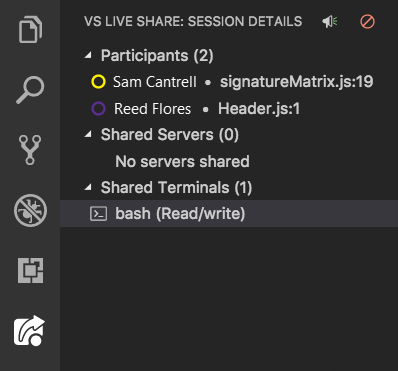 VS LIVE SHARE: SESSION DETAILS
Participants (2)
Sam Cantrell • signatureMatrix.js:19
Reed Flores • Header.js:1
Shared Servers (0)
No servers shared
Shared Terminals (1)
bash (Read/write)